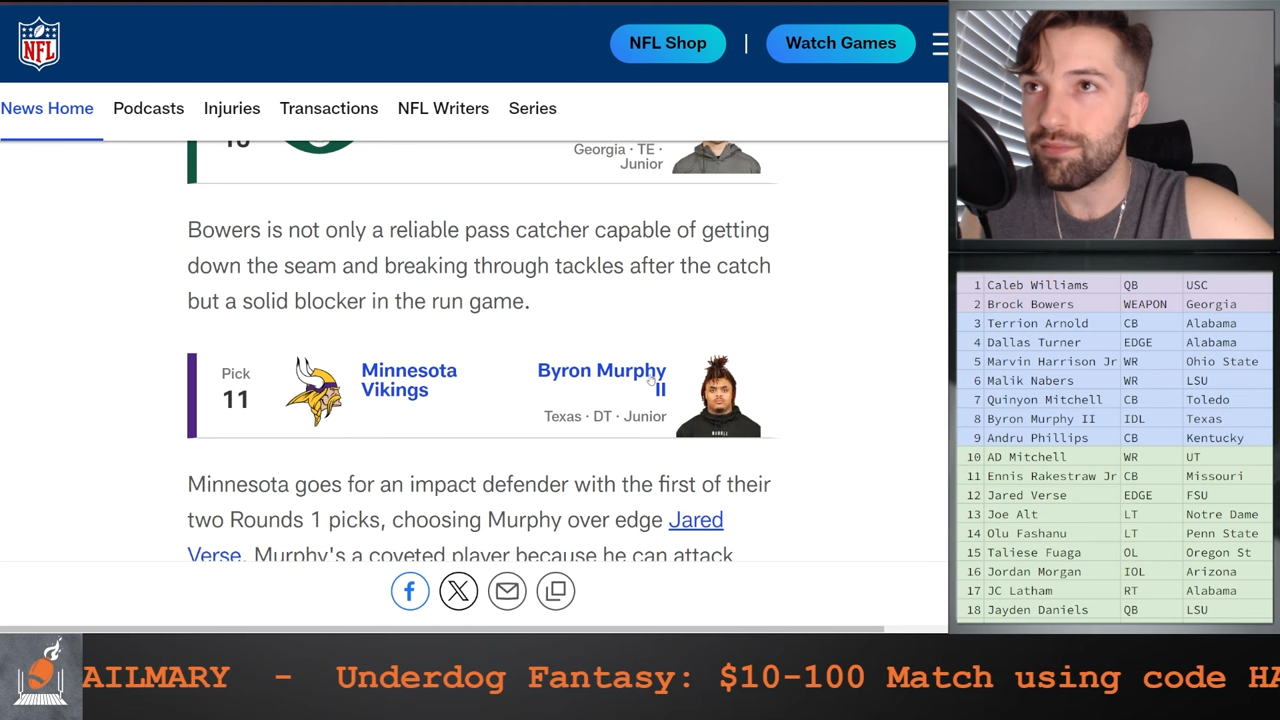 NFL
NFL Shop
|
Watch Games
News Home
Podcasts
Injuries
Transactions
NFL Writers
Series
10
Georgia · TE ·
Junior
Bowers is not only a reliable pass catcher capable of getting
down the seam and breaking through tackles after the catch
but a solid blocker in the run game.
Pick
11
Minnesota
Vikings
Byron Murphy
II
Texas · DT · Junior
Minnesota goes for an impact defender with the first of their
two Rounds 1 picks, choosing Murphy over edge Jared
Verse. Murphy's a coveted player because he can attack
1 Caleb Williams QB USC
2 Brock Bowers WEAPON Georgia
3 Terrion Arnold CB Alabama
4 Dallas Turner EDGE Alabama
5 Marvin Harrison Jr WR Ohio State
6 Malik Nabers WR LSU
7 Quinyon Mitchell CB Toledo
8 Byron Murphy II IDL Texas
9 Andru Phillips CB Kentucky
10 AD Mitchell WR UT
11 Ennis Rakestraw Jr CB Missouri
12 Jared Verse EDGE FSU
13 Joe Alt LT Notre Dame
14 Olu Fashanu LT Penn State
15 Taliese Fuaga OL Oregon St
16 Jordan Morgan IOL Arizona
17 JC Latham RT Alabama
18 Jayden Daniels QB LSU
AILMARY - Underdog Fantasy: $10-100 Match using code HA